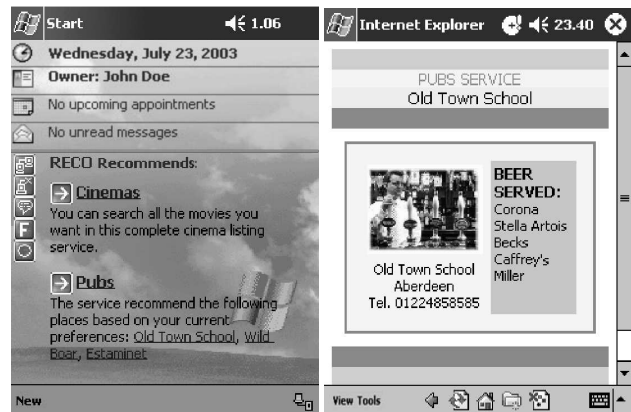 Start 1.06
Wednesday, July 23, 2003
Owner: John Doe
No upcoming appointments
No unread messages
RECO Recommends:
Cinemas
You can search all the movies you
want in this complete cinema listing
service.
Pubs
The service recommend the following
places based on your current
preferences: Old Town School, Wild
Boar, Estaminet
New
Internet Explorer 23.40
PUBS SERVICE
Old Town School
BEER
SERVED:
Corona
Stella Artois
Becks
Caffrey's
Miller
Old Town School
Aberdeen
Tel. 01224858585
View Tools